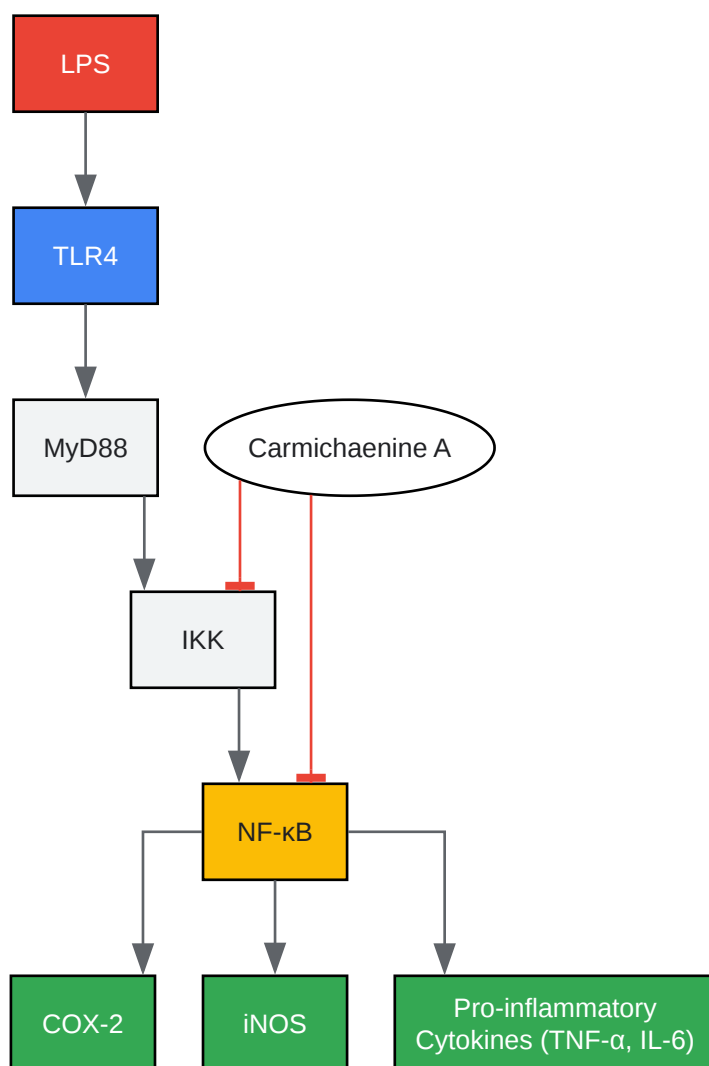 LPS
TLR4
MyD88
Carmichaenine A
IKK
NF-κB
COX-2
iNOS
Pro-inflammatory
Cytokines (TNF-α, IL-6)